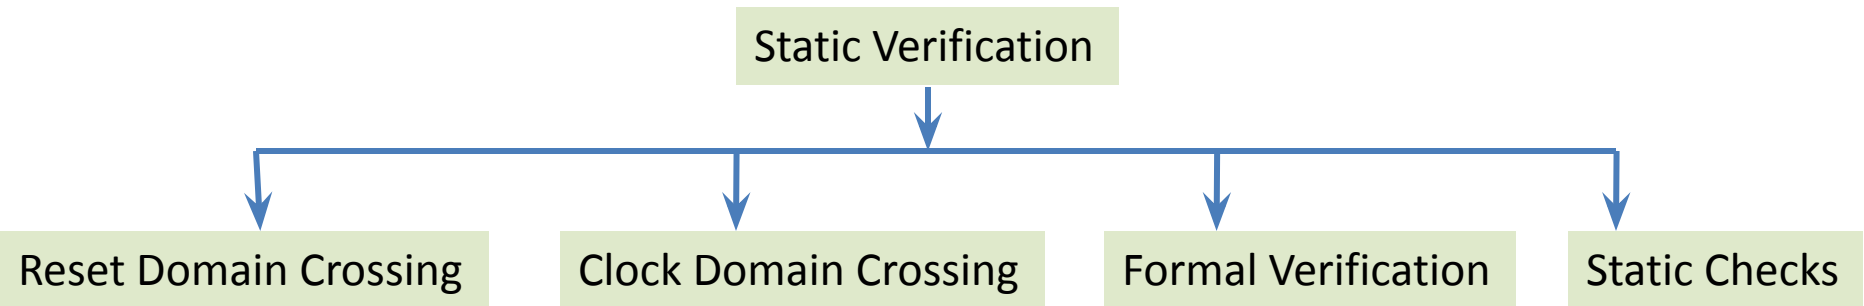 Static Verification
Reset Domain Crossing
Clock Domain Crossing
Formal Verification
Static Checks